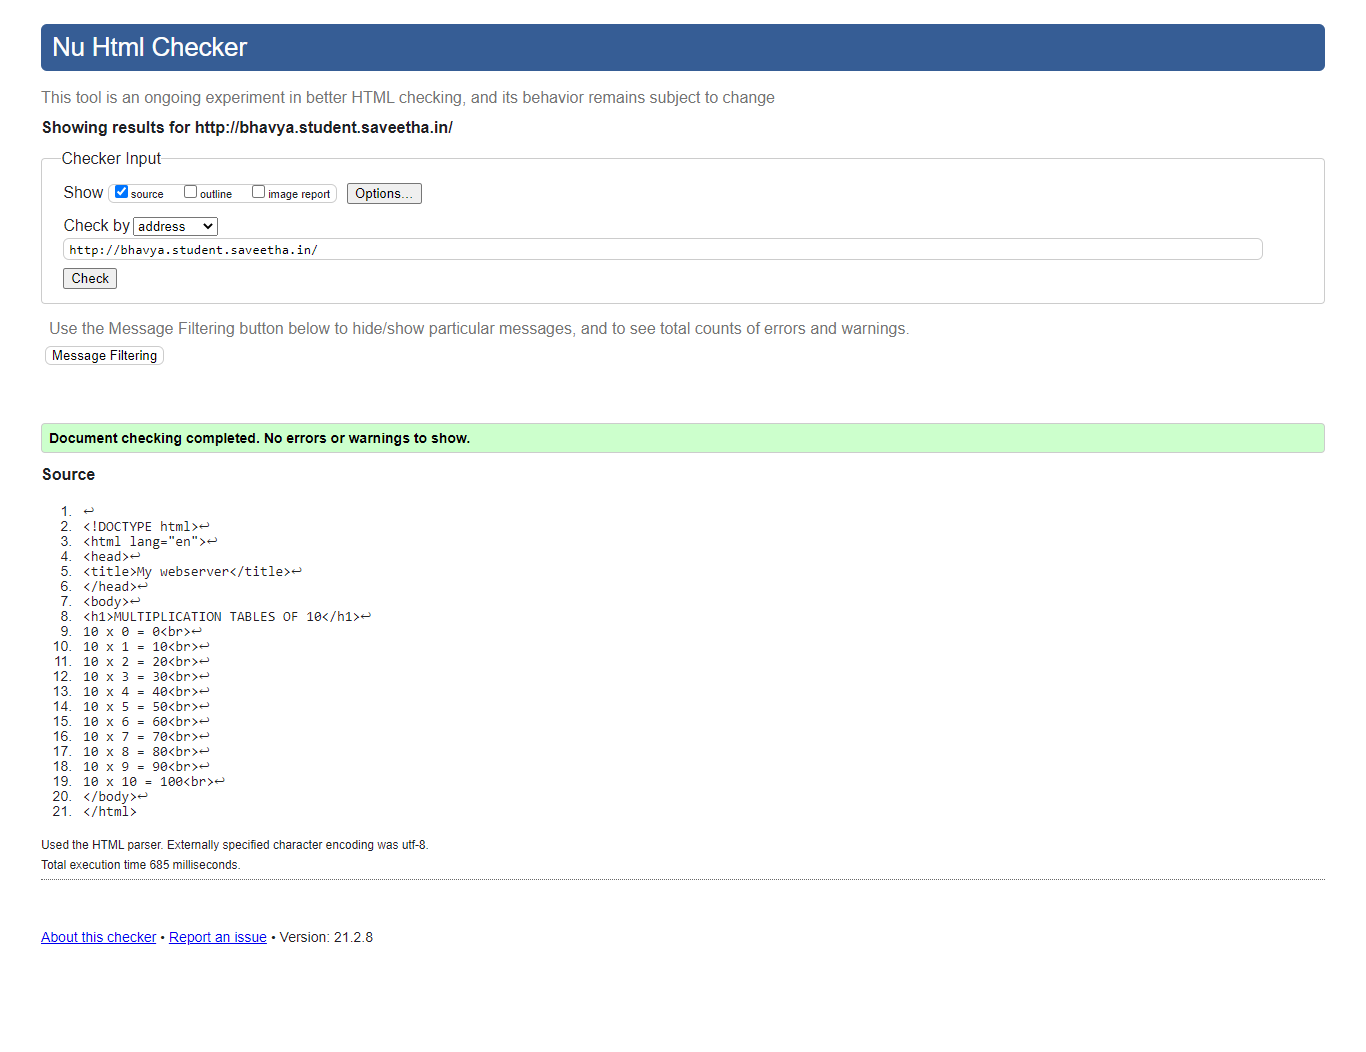 Nu Html Checker
This tool is an ongoing experiment in better HTML checking, and its behavior remains subject to change
Showing results for http://bhavya.student.saveetha.in/
Checker Input
Show source outline image report Options...
Check by address
http://bhavya.student.saveetha.in/
Check
Use the Message Filtering button below to hide/show particular messages, and to see total counts of errors and warnings.
Message Filtering
Document checking completed. No errors or warnings to show.
Source
1. ↩
2. <!DOCTYPE html>↩
3. <html lang="en">↩
4. <head>↩
5. <title>My webserver</title>↩
6. </head>↩
7. <body>↩
8. <h1>MULTIPLICATION TABLES OF 10</h1>↩
9. 10 x 0 = 0<br>↩
10. 10 x 1 = 10<br>↩
11. 10 x 2 = 20<br>↩
12. 10 x 3 = 30<br>↩
13. 10 x 4 = 40<br>↩
14. 10 x 5 = 50<br>↩
15. 10 x 6 = 60<br>↩
16. 10 x 7 = 70<br>↩
17. 10 x 8 = 80<br>↩
18. 10 x 9 = 90<br>↩
19. 10 x 10 = 100<br>↩
20. </body>↩
21. </html>
Used the HTML parser. Externally specified character encoding was utf-8.
Total execution time 685 milliseconds.
About this checker • Report an issue • Version: 21.2.8